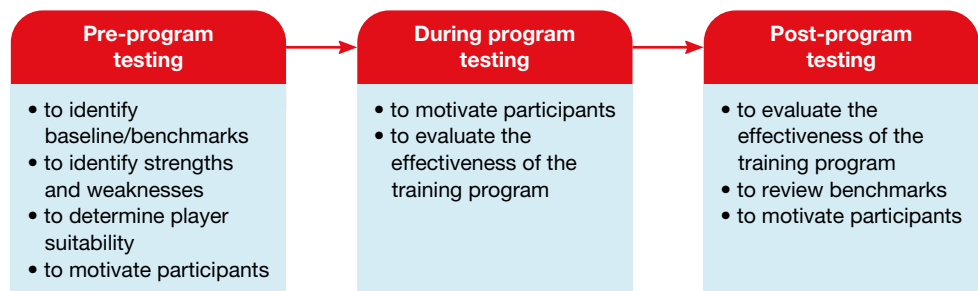 Pre-program
testing
• to identify
baseline/benchmarks
• to identify strengths
and weaknesses
• to determine player
suitability
• to motivate participants
During program
testing
• to motivate participants
• to evaluate the
effectiveness of the
training program
Post-program
testing
• to evaluate the
effectiveness of the
training program
• to review benchmarks
• to motivate participants